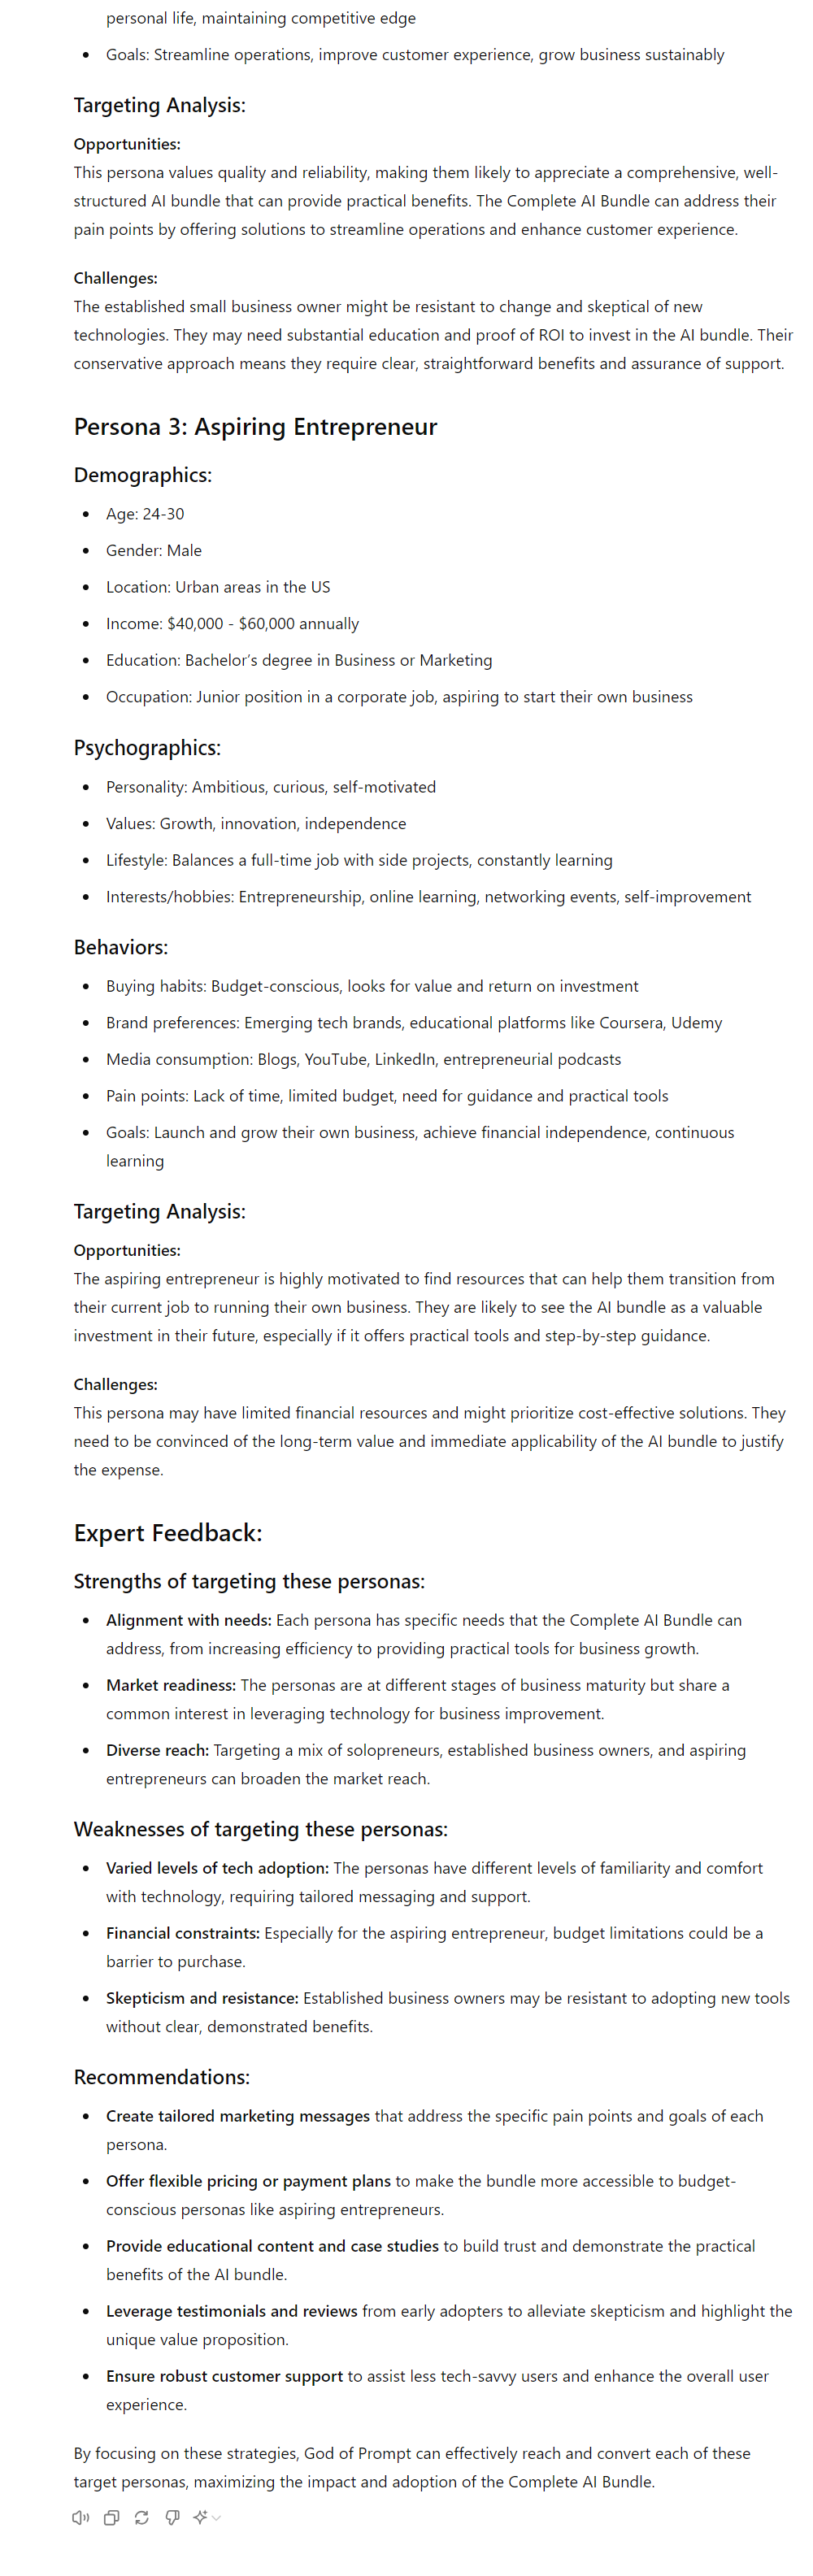 personal life, maintaining competitive edge
• Goals: Streamline operations, improve customer experience, grow business sustainably
Targeting Analysis:
Opportunities:
This persona values quality and reliability, making them likely to appreciate a comprehensive, well-
structured AI bundle that can provide practical benefits. The Complete AI Bundle can address their
pain points by offering solutions to streamline operations and enhance customer experience.
Challenges:
The established small business owner might be resistant to change and skeptical of new
technologies. They may need substantial education and proof of ROI to invest in the AI bundle. Their
conservative approach means they require clear, straightforward benefits and assurance of support.
Persona 3: Aspiring Entrepreneur
Demographics:
• Age: 24-30
• Gender: Male
• Location: Urban areas in the US
• Income: $40,000 - $60,000 annually
• Education: Bachelor's degree in Business or Marketing
• Occupation: Junior position in a corporate job, aspiring to start their own business
Psychographics:
• Personality: Ambitious, curious, self-motivated
• Values: Growth, innovation, independence
• Lifestyle: Balances a full-time job with side projects, constantly learning
• Interests/hobbies: Entrepreneurship, online learning, networking events, self-improvement
Behaviors:
• Buying habits: Budget-conscious, looks for value and return on investment
• Brand preferences: Emerging tech brands, educational platforms like Coursera, Udemy
• Media consumption: Blogs, YouTube, LinkedIn, entrepreneurial podcasts
• Pain points: Lack of time, limited budget, need for guidance and practical tools
• Goals: Launch and grow their own business, achieve financial independence, continuous
learning
Targeting Analysis:
Opportunities:
The aspiring entrepreneur is highly motivated to find resources that can help them transition from
their current job to running their own business. They are likely to see the AI bundle as a valuable
investment in their future, especially if it offers practical tools and step-by-step guidance.
Challenges:
This persona may have limited financial resources and might prioritize cost-effective solutions. They
need to be convinced of the long-term value and immediate applicability of the AI bundle to justify
the expense.
Expert Feedback:
Strengths of targeting these personas:
• Alignment with needs: Each persona has specific needs that the Complete AI Bundle can
address, from increasing efficiency to providing practical tools for business growth.
• Market readiness: The personas are at different stages of business maturity but share a
common interest in leveraging technology for business improvement.
• Diverse reach: Targeting a mix of solopreneurs, established business owners, and aspiring
entrepreneurs can broaden the market reach.
Weaknesses of targeting these personas:
• Varied levels of tech adoption: The personas have different levels of familiarity and comfort
with technology, requiring tailored messaging and support.
• Financial constraints: Especially for the aspiring entrepreneur, budget limitations could be a
barrier to purchase.
• Skepticism and resistance: Established business owners may be resistant to adopting new tools
without clear, demonstrated benefits.
Recommendations:
• Create tailored marketing messages that address the specific pain points and goals of each
persona.
• Offer flexible pricing or payment plans to make the bundle more accessible to budget-
conscious personas like aspiring entrepreneurs.
• Provide educational content and case studies to build trust and demonstrate the practical
benefits of the AI bundle.
• Leverage testimonials and reviews from early adopters to alleviate skepticism and highlight the
unique value proposition.
• Ensure robust customer support to assist less tech-savvy users and enhance the overall user
experience.
By focusing on these strategies, God of Prompt can effectively reach and convert each of these
target personas, maximizing the impact and adoption of the Complete AI Bundle.